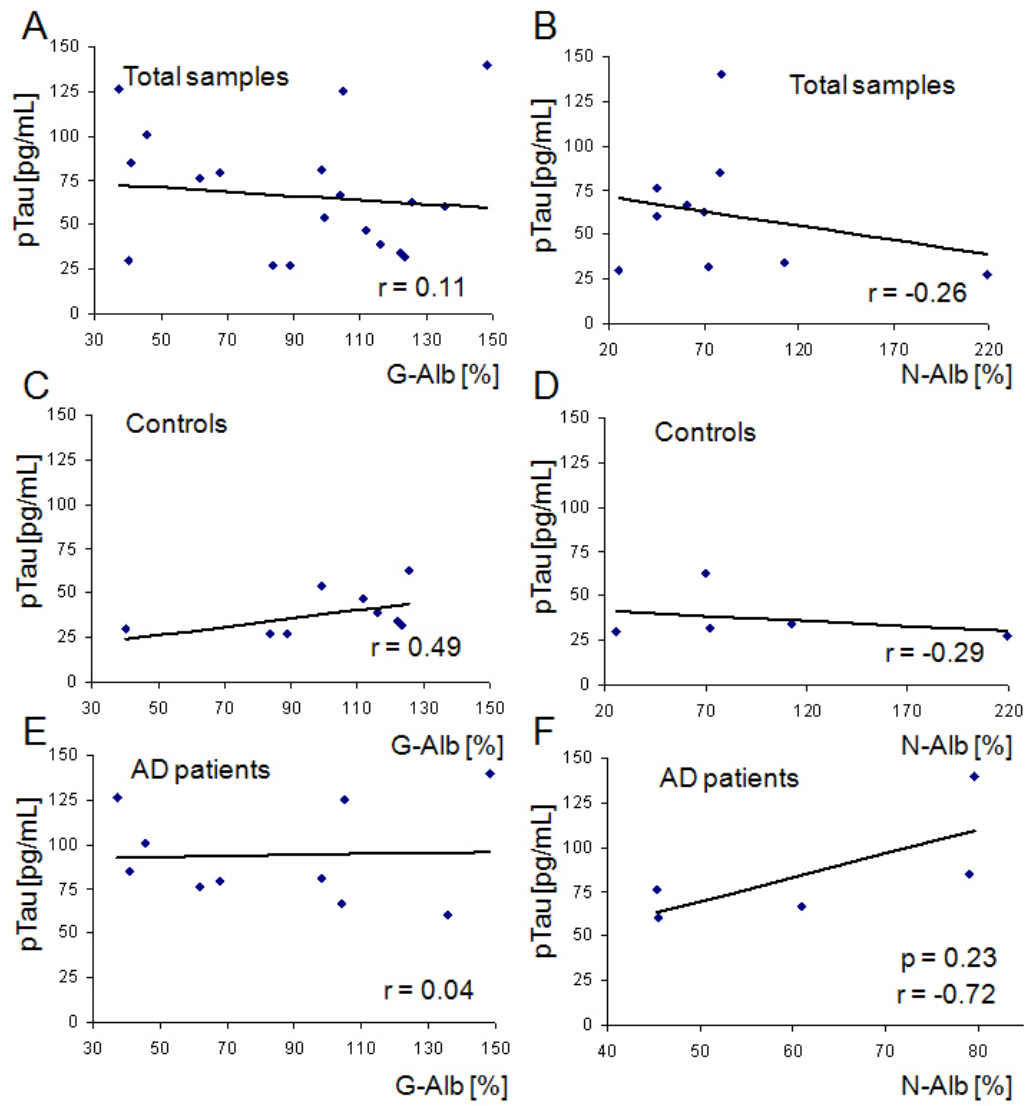 A
150
125
100
75
50
25
0
pTau [pg/mL]
Total samples
r = 0.11
30 50 70 90 110 130 150
G-Alb [%]
B
150
125
100
75
50
25
0
pTau [pg/mL]
Total samples
r = -0.26
20 70 120 170 220
N-Alb [%]
C
150
125
100
75
50
25
0
pTau [pg/mL]
Controls
r = 0.49
30 50 70 90 110 130 150
G-Alb [%]
D
150
125
100
75
50
25
0
pTau [pg/mL]
Controls
r = -0.29
20 70 120 170 220
N-Alb [%]
E
150
125
100
75
50
25
0
pTau [pg/mL]
AD patients
r = 0.04
30 50 70 90 110 130 150
G-Alb [%]
F
150
125
100
75
50
25
0
pTau [pg/mL]
AD patients
p = 0.23
r = -0.72
40 50 60 70 80
N-Alb [%]